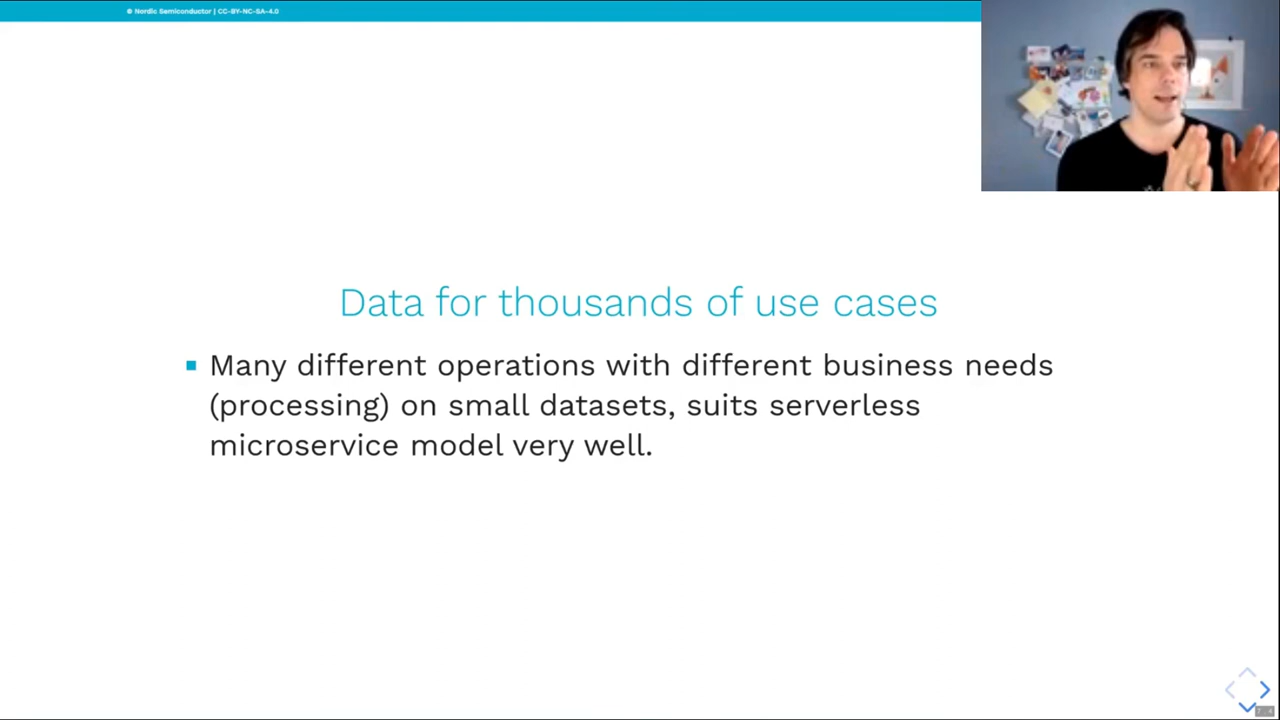 © Nordic Semiconductor | CC-BY-NC-SA-4.0
Data for thousands of use cases
Many different operations with different business needs
(processing) on small datasets, suits serverless
microservice model very well.